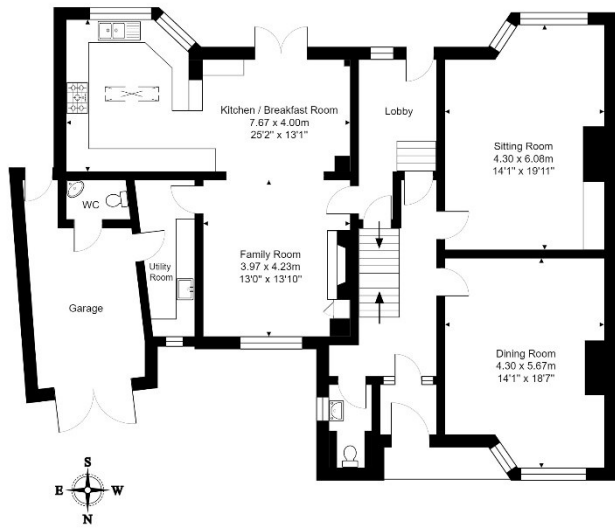 Kitchen / Breakfast Room
7.67 x 4.00m
25'2" x 13'1"
Lobby
Sitting Room
4.30 x 6.08m
14'1" x 19'11"
WC
Utility
Room
Family Room
3.97 x 4.23m
13'0" x 13'10"
Garage
Dining Room
4.30 x 5.67m
14'1" x 18'7"
S
E
W
N